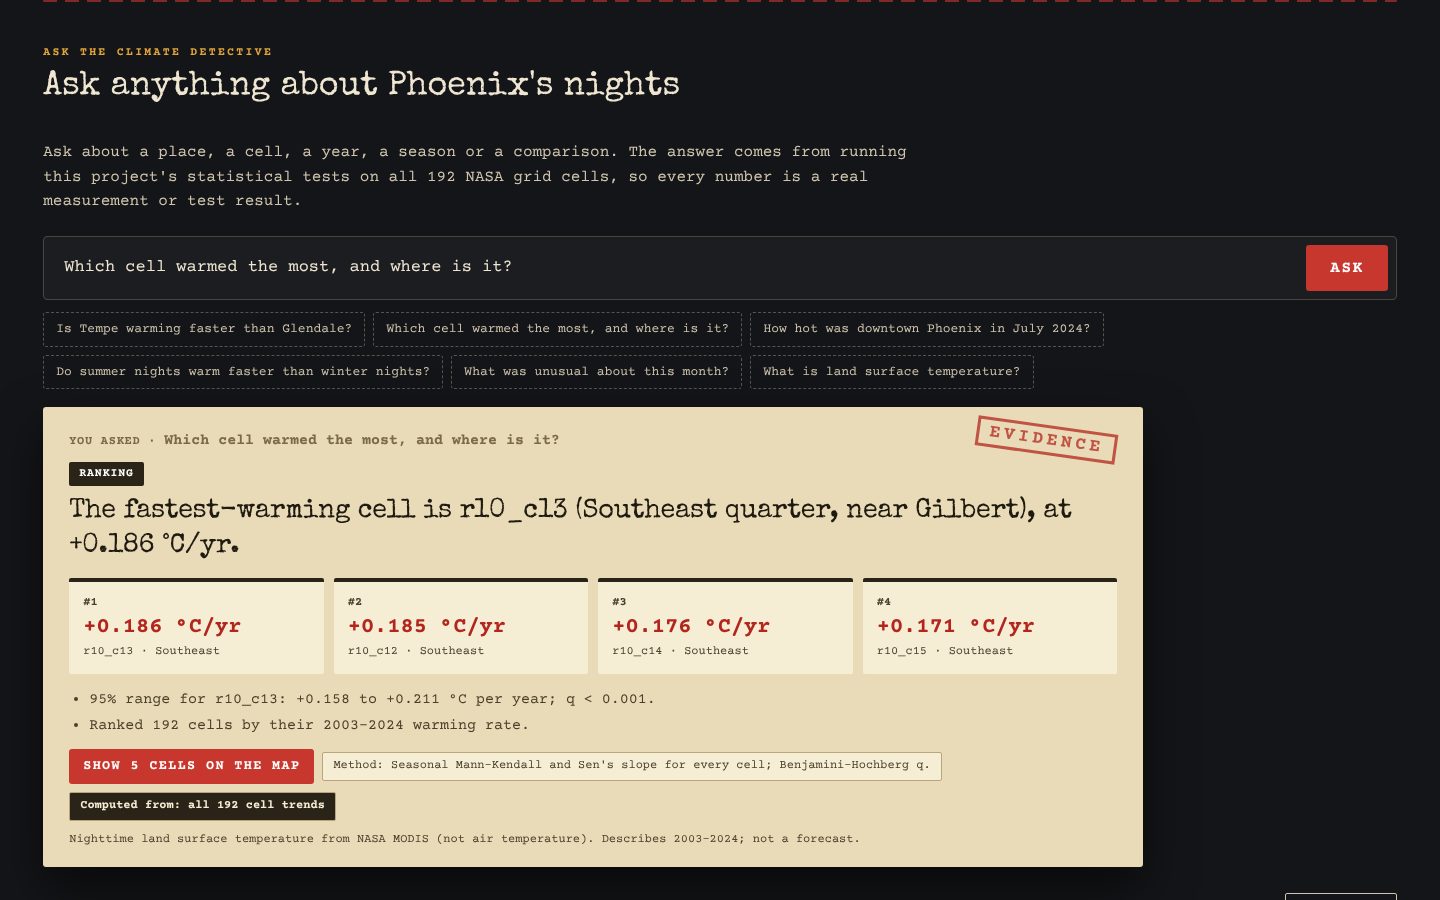 ASK THE CLIMATE DETECTIVE
Ask anything about Phoenix's nights
Ask about a place, a cell, a year, a season or a comparison. The answer comes from running
this project's statistical tests on all 192 NASA grid cells, so every number is a real
measurement or test result.
Which cell warmed the most, and where is it?
ASK
Is Tempe warming faster than Glendale?
Which cell warmed the most, and where is it?
How hot was downtown Phoenix in July 2024?
Do summer nights warm faster than winter nights?
What was unusual about this month?
What is land surface temperature?
YOU ASKED · Which cell warmed the most, and where is it?
EVIDENCE
RANKING
The fastest-warming cell is r10_c13 (Southeast quarter, near Gilbert), at
+0.186 °C/yr.
#1
+0.186 °C/yr
r10_c13 · Southeast
#2
+0.185 °C/yr
r10_c12 · Southeast
#3
+0.176 °C/yr
r10_c14 · Southeast
#4
+0.171 °C/yr
r10_c15 · Southeast
• 95% range for r10_c13: +0.158 to +0.211 °C per year; q < 0.001.
• Ranked 192 cells by their 2003–2024 warming rate.
SHOW 5 CELLS ON THE MAP
Method: Seasonal Mann-Kendall and Sen's slope for every cell; Benjamini-Hochberg q.
Computed from: all 192 cell trends
Nighttime land surface temperature from NASA MODIS (not air temperature). Describes 2003–2024; not a forecast.